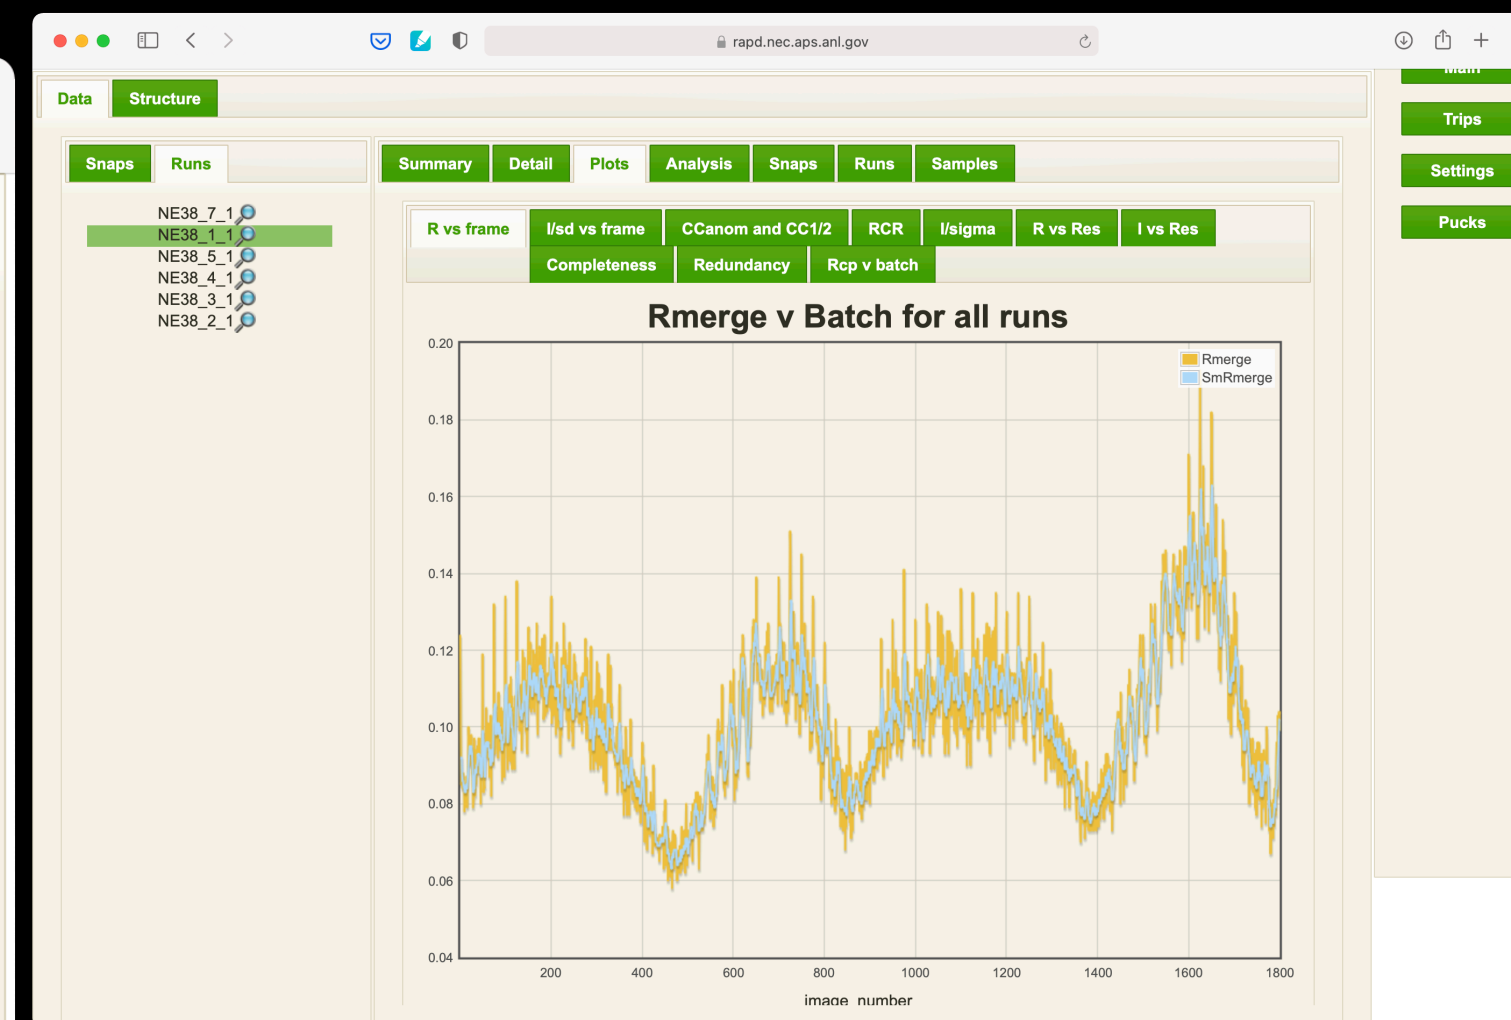 rapd.nec.aps.anl.gov
Main
Data Structure
Trips
Snaps Runs
Summary Detail Plots Analysis Snaps Runs Samples
Settings
NE38_7_1
NE38_1_1
NE38_5_1
NE38_4_1
NE38_3_1
NE38_2_1
Pucks
R vs frame I/sd vs frame CCanom and CC1/2 RCR I/sigma R vs Res I vs Res
Completeness Redundancy Rcp v batch
Rmerge v Batch for all runs
Rmerge
SmRmerge
0.20
0.18
0.16
0.14
0.12
0.10
0.08
0.06
0.04
200 400 600 800 1000 1200 1400 1600 1800
image_number